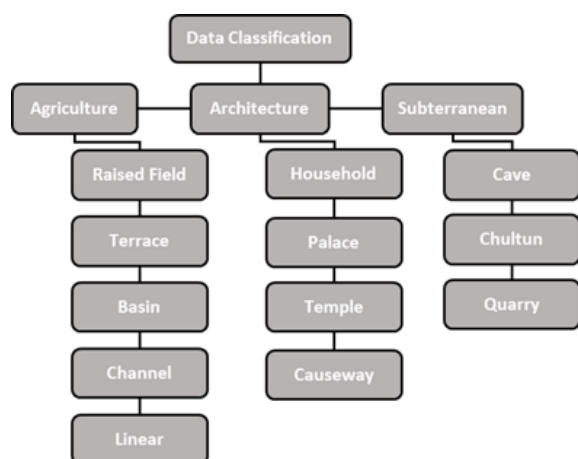 Data Classification
Agriculture
Architecture
Subterranean
Raised Field
Household
Cave
Terrace
Palace
Chultun
Basin
Temple
Quarry
Channel
Causeway
Linear